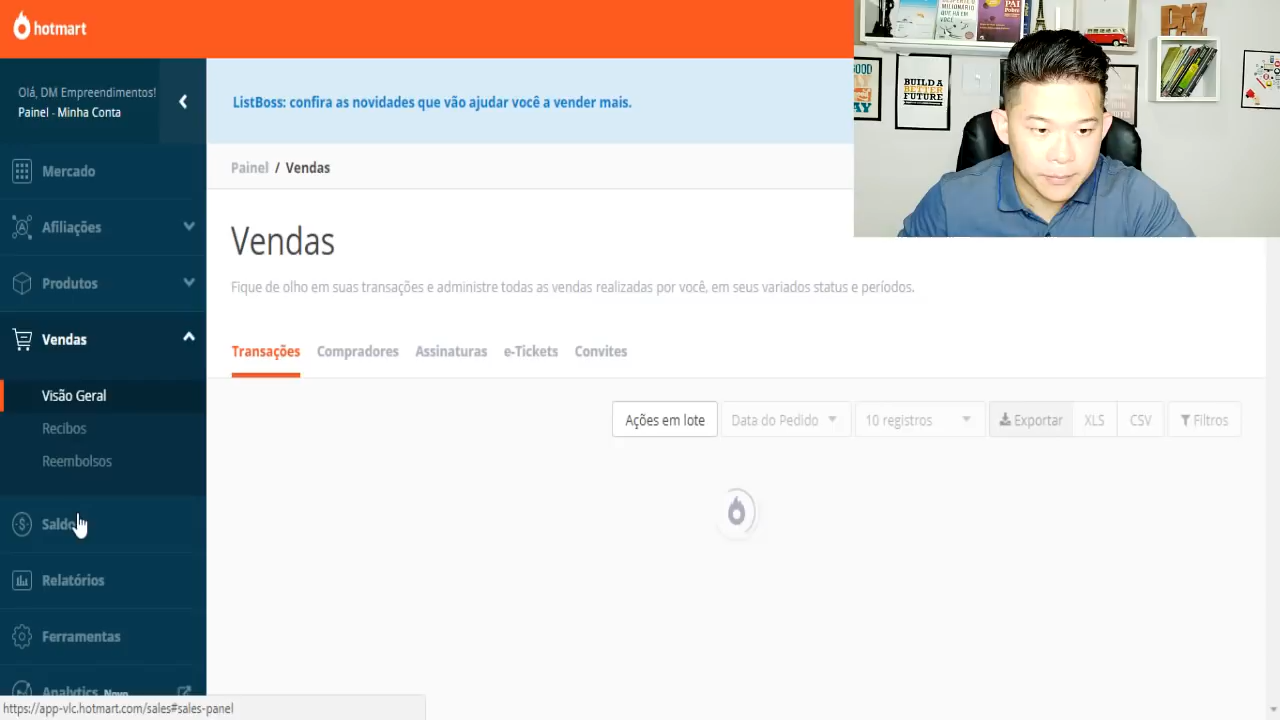 hotmart
Olá, DM Empreendimentos!
Painel - Minha Conta
ListBoss: confira as novidades que vão ajudar você a vender mais.
Painel / Vendas
Mercado
Afiliações
Produtos
Vendas
Visão Geral
Recibos
Reembolsos
Saldo
Relatórios
Ferramentas
Analytics Novo
Vendas
Fique de olho em suas transações e administre todas as vendas realizadas por você, em seus variados status e períodos.
Transações Compradores Assinaturas e-Tickets Convites
Ações em lote Data do Pedido 10 registros Exportar XLS CSV Filtros
https://app-vlc.hotmart.com/sales#sales-panel
BUILD A
BETTER
FUTURE
PAZ